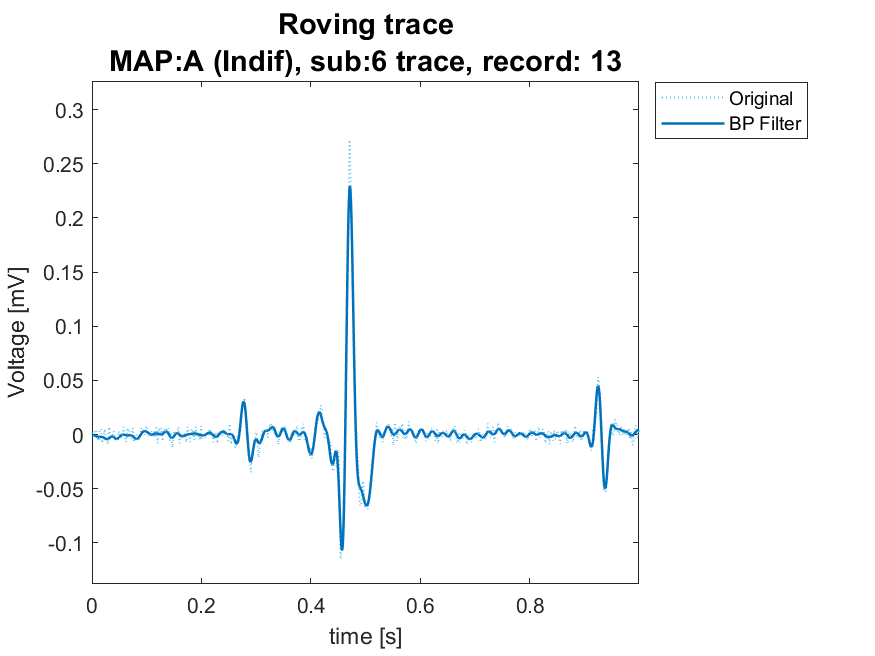 Roving trace
MAP:A (Indif), sub:6 trace, record: 13
Original
BP Filter
0.3
0.25
0.2
0.15
0.1
0.05
0
-0.05
-0.1
Voltage [mV]
0 0.2 0.4 0.6 0.8
time [s]